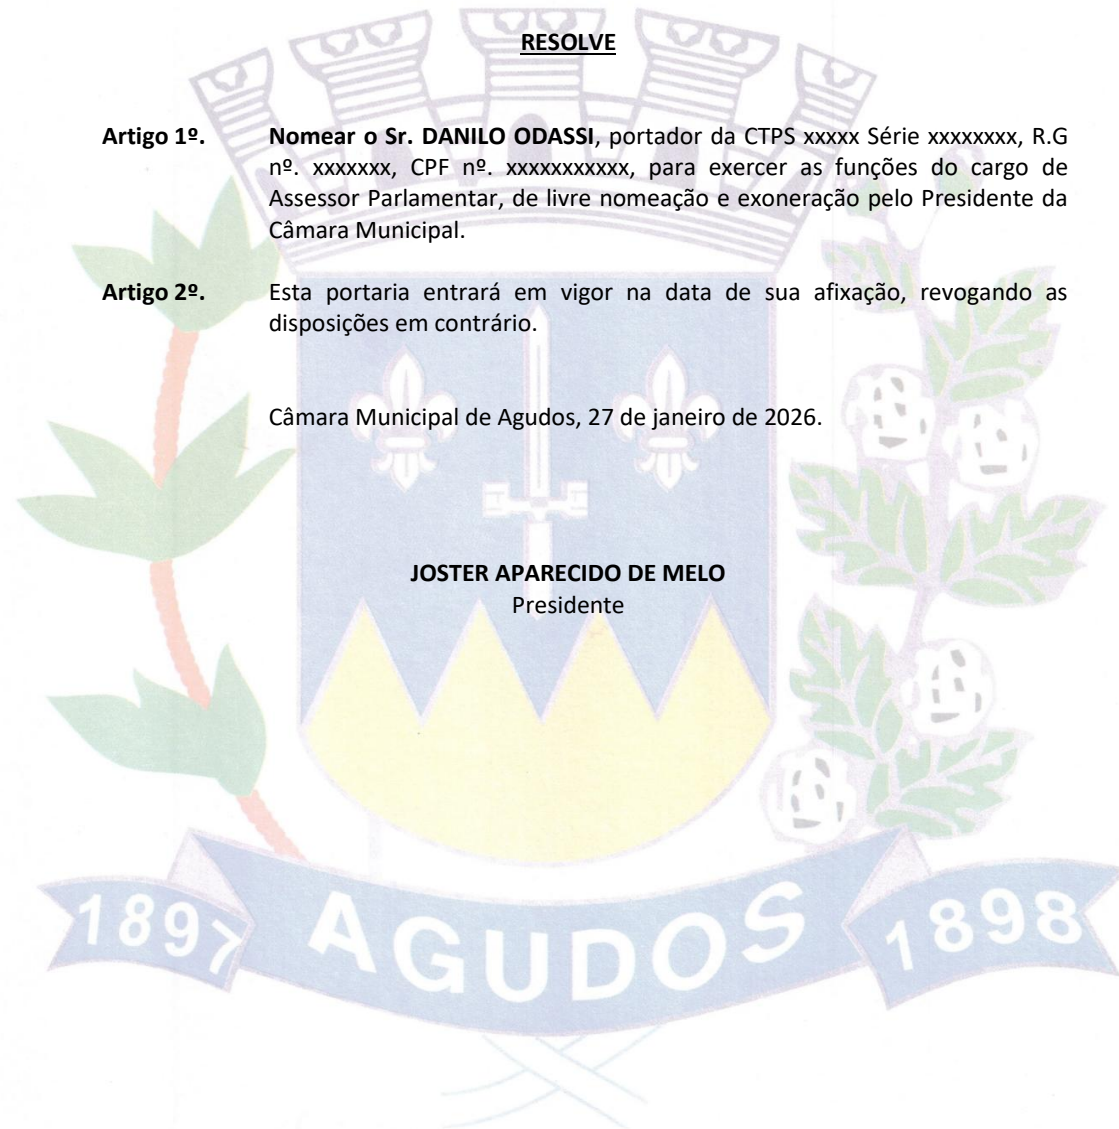 RESOLVE
Artigo 1º. Nomear o Sr. DANILO ODASSI, portador da CTPS xxxxx Série xxxxxxxx, R.G
nº. xxxxxxx, CPF nº. xxxxxxxxxxx, para exercer as funções do cargo de
Assessor Parlamentar, de livre nomeação e exoneração pelo Presidente da
Câmara Municipal.
Artigo 2º. Esta portaria entrará em vigor na data de sua afixação, revogando as
disposições em contrário.
Câmara Municipal de Agudos, 27 de janeiro de 2026.
JOSTER APARECIDO DE MELO
Presidente
1897 AGUDOS 1898